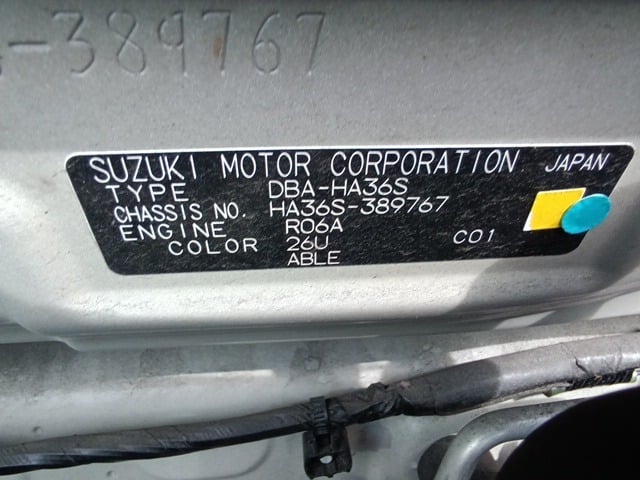 -389767
SUZUKI MOTOR CORPORATION JAPAN
TYPE DBA-HA36S
CHASSIS NO. HA36S-389767
ENGINE R06A
COLOR 26U C01
ABLE